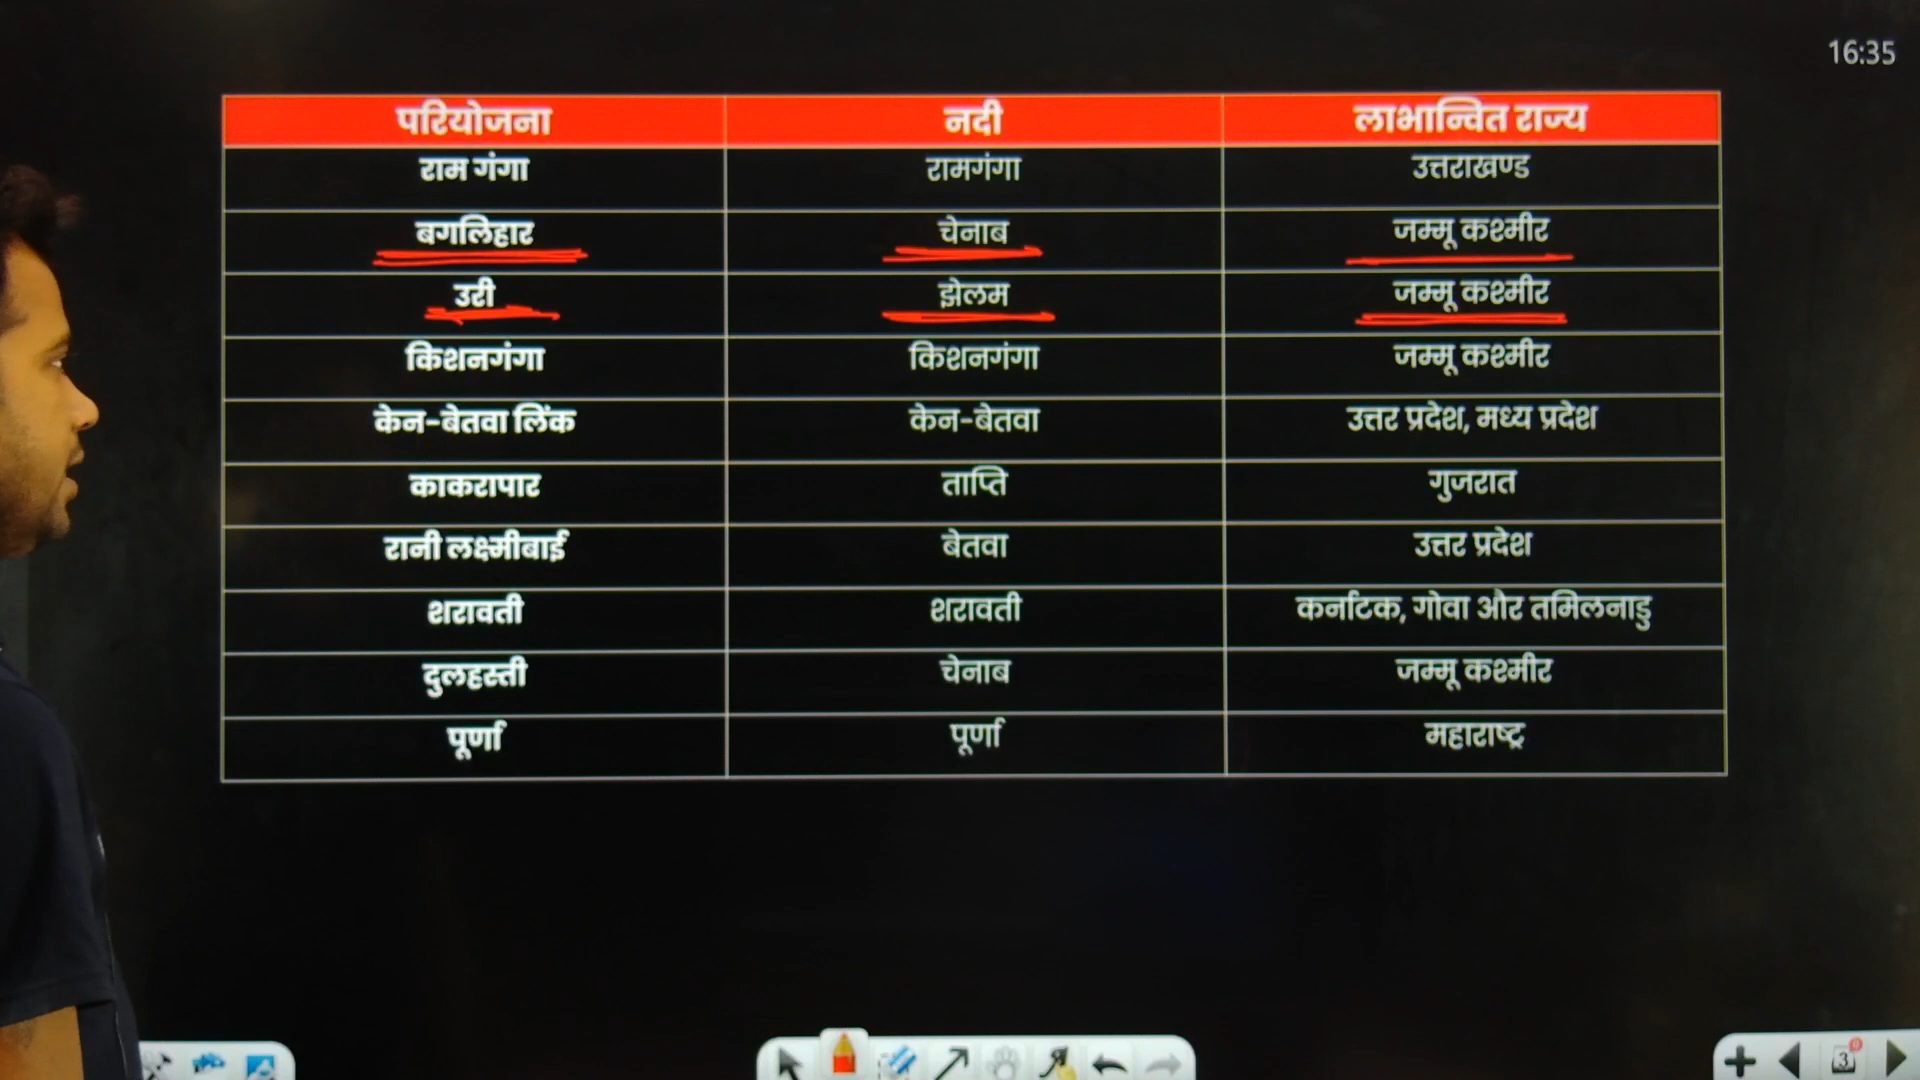 16:35
परियोजना नदी लाभान्वित राज्य
राम गंगा रामगंगा उत्तराखण्ड
बगलिहार चेनाब जम्मू कश्मीर
उरी झेलम जम्मू कश्मीर
किशनगंगा किशनगंगा जम्मू कश्मीर
केन-बेतवा लिंक केन-बेतवा उत्तर प्रदेश, मध्य प्रदेश
काकरापार ताप्ति गुजरात
रानी लक्ष्मीबाई बेतवा उत्तर प्रदेश
शरावती शरावती कर्नाटक, गोवा और तमिलनाडु
दुलहस्ती चेनाब जम्मू कश्मीर
पूर्णा पूर्णा महाराष्ट्र
3